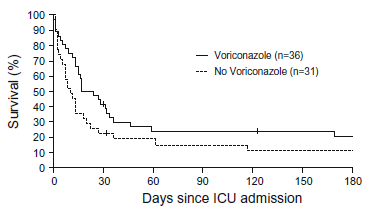 100
90
80
70
60
50
40
30
20
10
0
Survival (%)
Voriconazole (n=36)
No Voriconazole (n=31)
0 30 60 90 120 150 180
Days since ICU admission